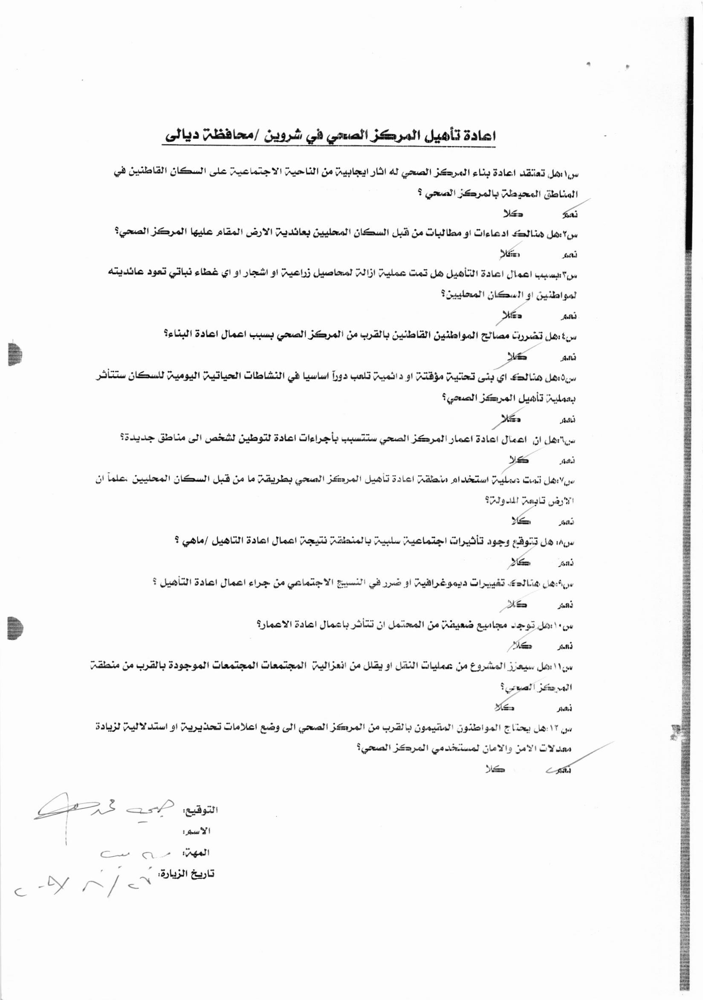 اعادة تأهيل المركز الصحي في شروين /محافظة ديالى
س١:هل تعتقد اعادة بناء المركز الصحي له اثار ايجابية من الناحية الاجتماعية على السكان القاطنين في
المناطق المحيطة بالمركز الصحي ؟
نعم كلا
س٢:هل هنالك ادعاءات او مطالبات من قبل السكان المحليين بعائدية الارض المقام عليها المركز الصحي؟
نعم كلا
س٣:بسبب اعمال اعادة التأهيل هل تمت عملية ازالة لمحاصيل زراعية او اشجار او اي غطاء نباتي تعود عائديته
لمواطنين او السكان المحليين؟
نعم كلا
س٤:هل تضررت مصالح المواطنين القاطنين بالقرب من المركز الصحي بسبب اعمال اعادة البناء؟
نعم كلا
س٥:هل هنالك اي بنى تحتية مؤقتة او دائمية تلعب دورآ اساسيا في النشاطات الحياتية اليومية للسكان ستتأثر
بعملية تأهيل المركز الصحي؟
نعم كلا
س٦:هل ان اعمال اعادة اعمار المركز الصحي ستتسبب بأجراءات اعادة لتوطين لشخص الى مناطق جديدة؟
نعم كلا
س٧:هل تمت عملية استخدام منطقة اعادة تأهيل المركز الصحي بطريقة ما من قبل السكان المحليين ،علمآ ان
الارض تابعة للدولة؟
نعم كلا
س٨: هل تتوقع وجود تأثيرات اجتماعية سلبية بالمنطقة نتيجة اعمال اعادة التاهيل /ماهي ؟
نعم كلا
س٩:هل هنالك تغييرات ديموغرافية او ضرر في النسيج الاجتماعي من جراء اعمال اعادة التأهيل ؟
نعم كلا
س١٠:هل توجد مجاميع ضعيفة من المحتمل ان تتأثر باعمال اعادة الاعمار؟
نعم كلا
س١١:هل سيعزز المشروع من عمليات النقل او يقلل من انعزالية المجتمعات المجتمعات الموجودة بالقرب من منطقة
المركز الصحي؟
نعم كلا
س١٢:هل يحتاج المواطنون المقيمون بالقرب من المركز الصحي الى وضع اعلامات تحذيرية او استدلالية لزيادة
معدلات الامن والامان لمستخدمي المركز الصحي؟
نعم كلا
التوقيع:
الاسم:
المهة:
تاريخ الزيارة: